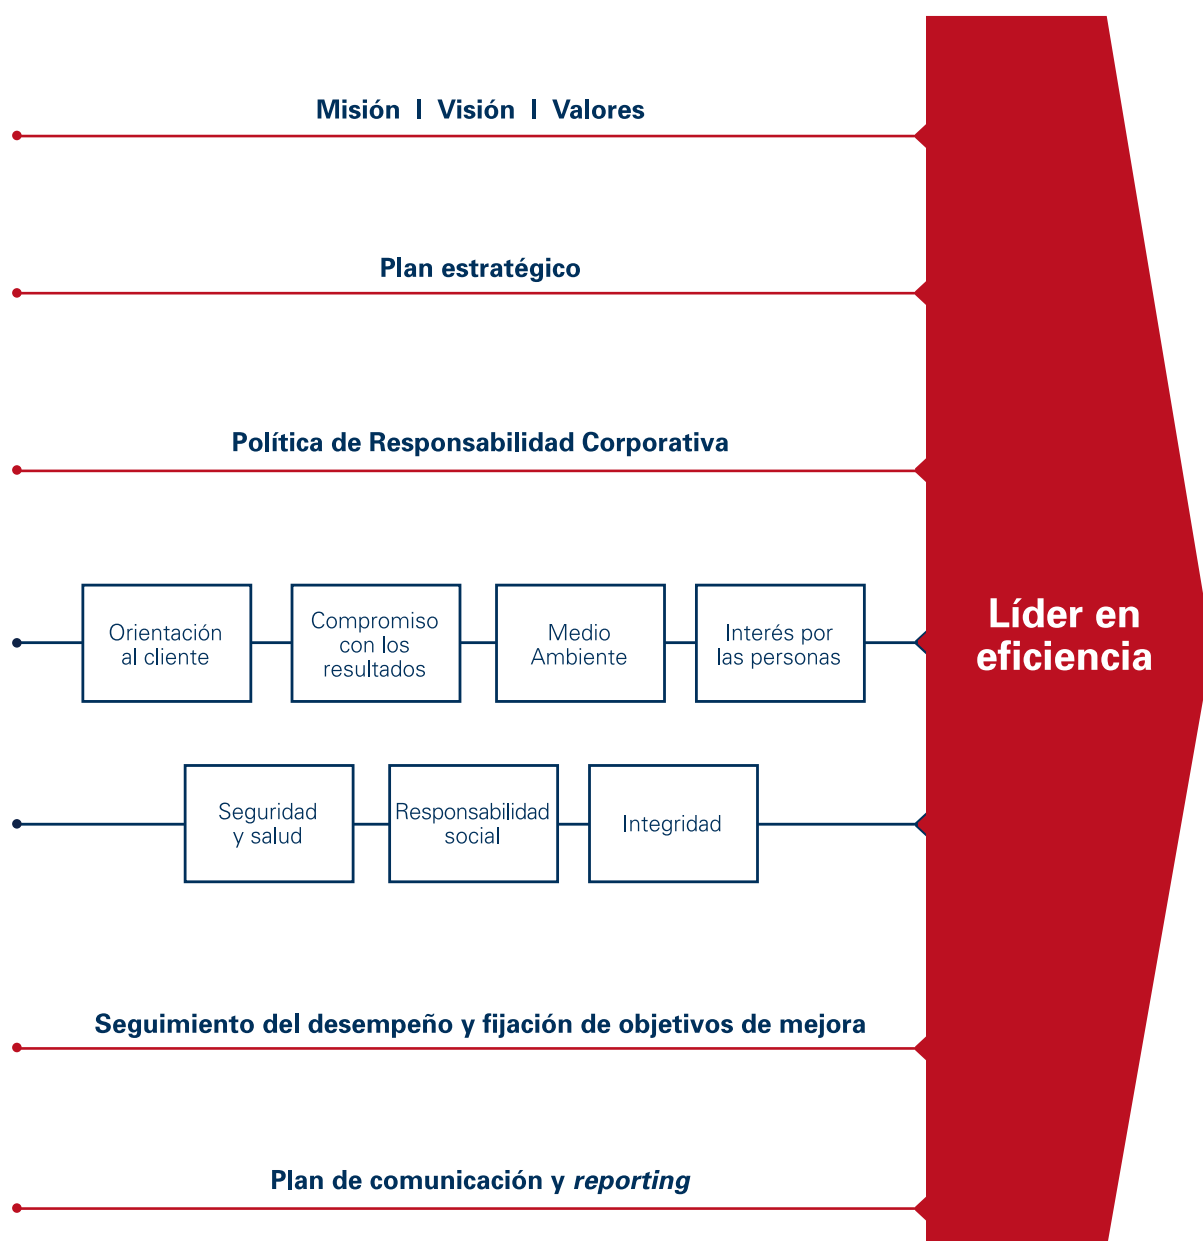 Misión | Visión | Valores
Plan estratégico
Política de Responsabilidad Corporativa
Orientación
al cliente
Compromiso
con los
resultados
Medio
Ambiente
Interés por
las personas
Líder en
eficiencia
Seguridad
y salud
Responsabilidad
social
Integridad
Seguimiento del desempeño y fijación de objetivos de mejora
Plan de comunicación y reporting